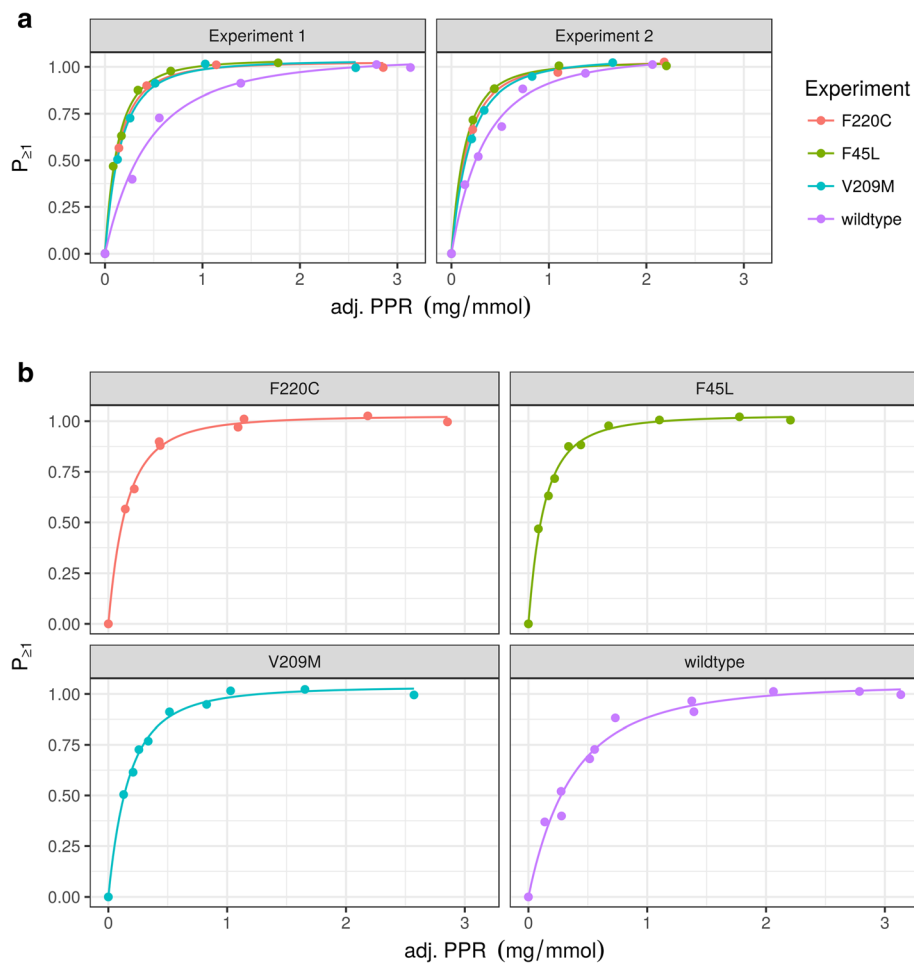 a
Experiment 1 Experiment 2
1.00
0.75
0.50
0.25
0.00
P≥1
0 1 2 3 0 1 2 3
adj. PPR (mg/mmol)
Experiment
F220C
F45L
V209M
wildtype
b
F220C F45L
1.00
0.75
0.50
0.25
0.00
P≥1
V209M wildtype
1.00
0.75
0.50
0.25
0.00
0 1 2 3 0 1 2 3
adj. PPR (mg/mmol)